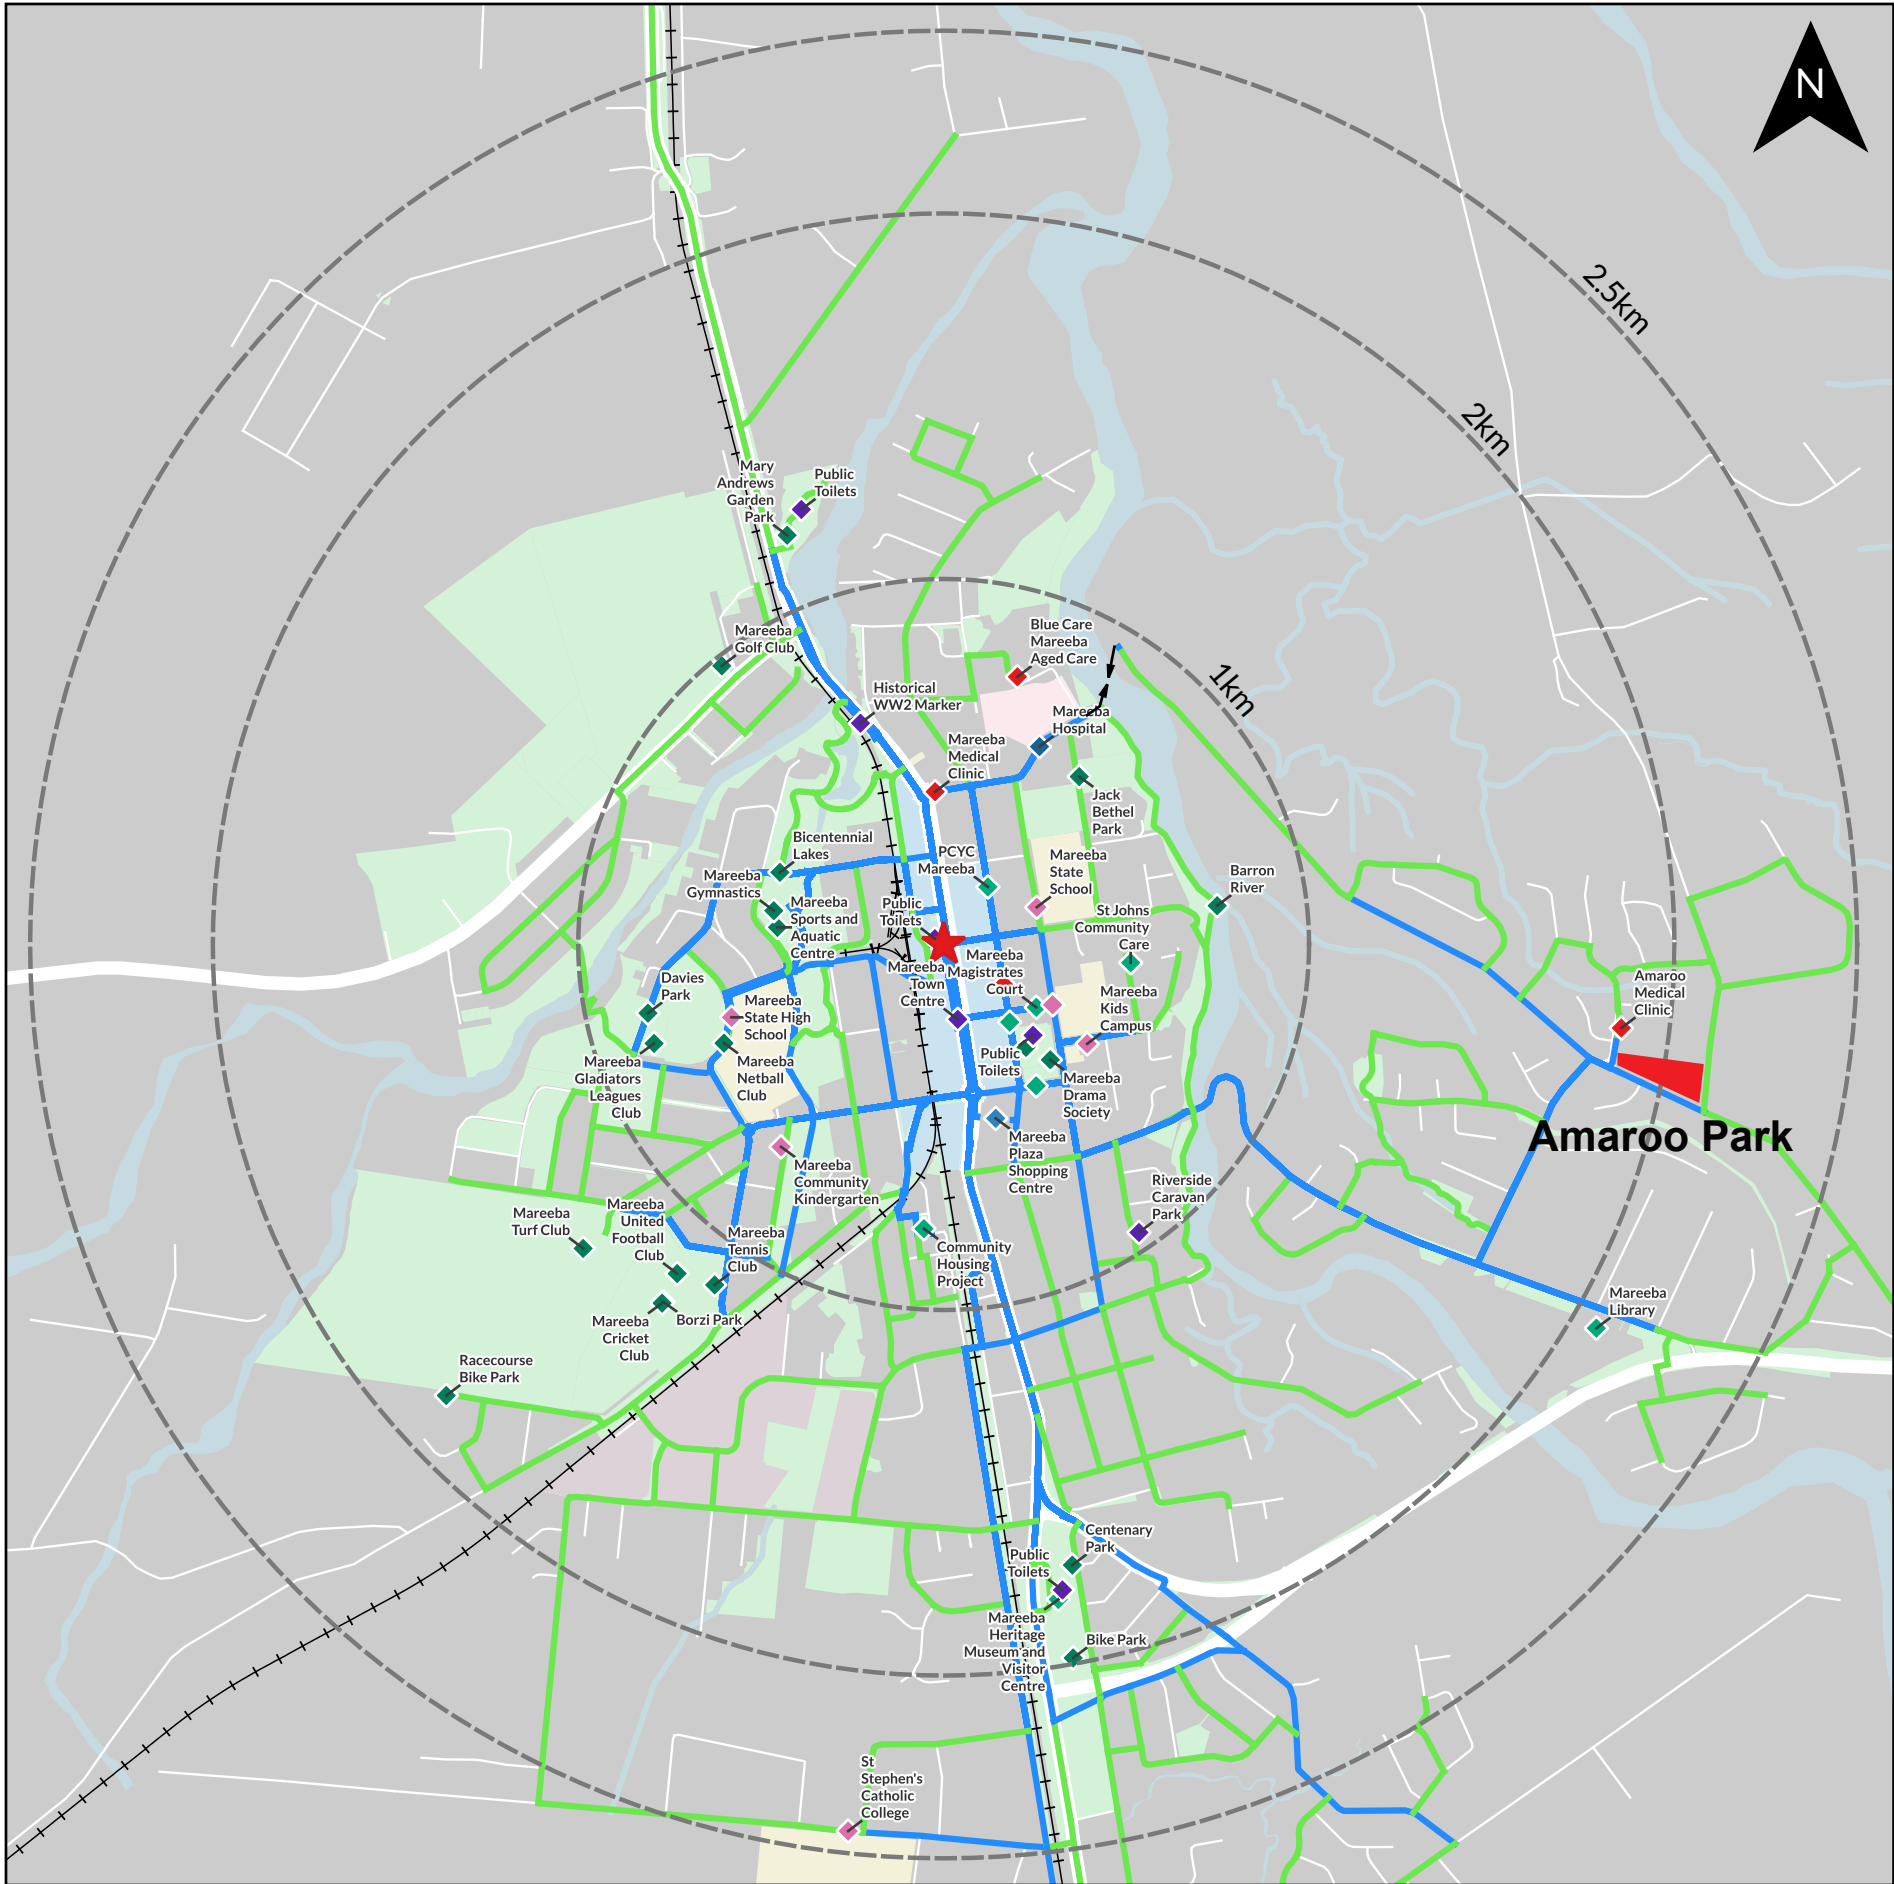 N
2.5km
2km
Mary
Andrews
Garden
Park
Public
Toilets
1km
Mareeba
Golf Club
Blue Care
Mareeba
Aged Care
Historical
WW2 Marker
Mareeba
Hospital
Mareeba
Medical
Clinic
Jack
Bethel
Park
Bicentennial
Lakes
PCYC
Mareeba
Mareeba
State
School
Mareeba
Gymnastics
Barron
River
Mareeba
Sports and
Aquatic
Centre
Public
Toilets
St Johns
Community
Care
Mareeba
Magistrates
Court
Mareeba
Town
Centre
Davies
Park
Mareeba
State High
School
Mareeba
Kids
Campus
Amaroo
Medical
Clinic
Mareeba
Gladiators
Leagues
Club
Mareeba
Netball
Club
Public
Toilets
Mareeba
Drama
Society
Amaroo Park
Mareeba
Plaza
Shopping
Centre
Mareeba
Community
Kindergarten
Riverside
Caravan
Park
Mareeba
Turf Club
Mareeba
United
Football
Club
Mareeba
Tennis
Club
Community
Housing
Project
Mareeba
Library
Mareeba
Cricket
Club
Borzi Park
Racecourse
Bike Park
Centenary
Park
Public
Toilets
Mareeba
Heritage
Museum and
Visitor
Centre
Bike Park
St
Stephen's
Catholic
College